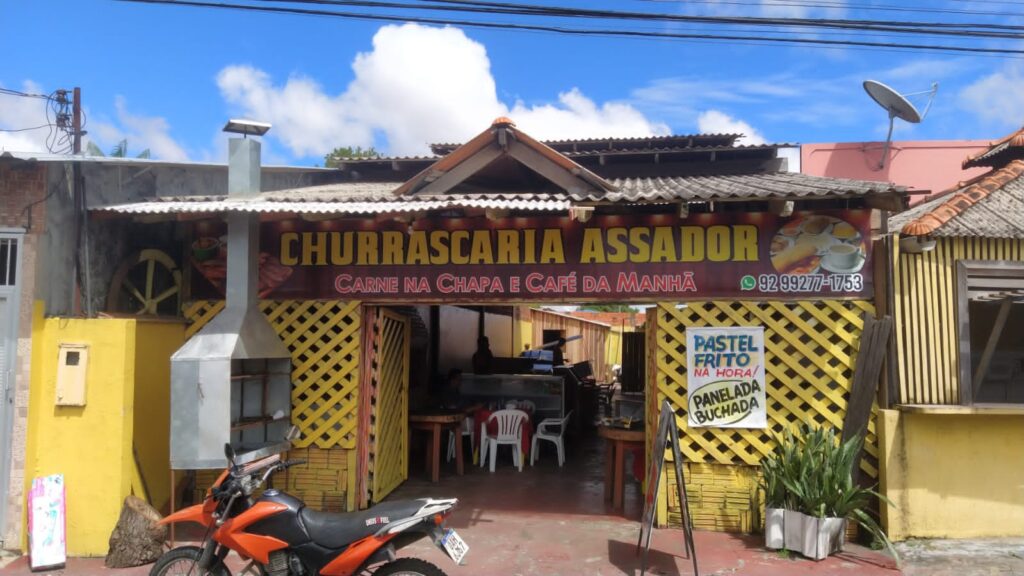 CHURRASCARIA ASSADOR
CARNE NA CHAPA E CAFÉ DA MANHÃ
92 99277-1753
PASTEL
FRITO
NA HORA!
PANELADA
BUCHADA